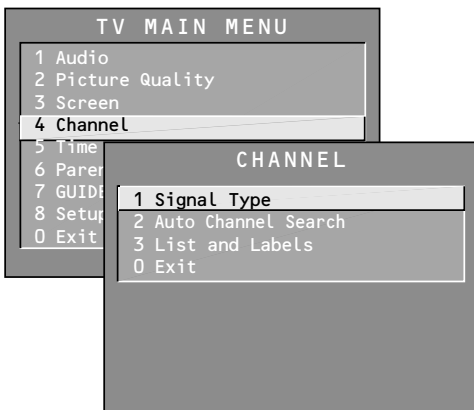 TV MAIN MENU
1 Audio
2 Picture Quality
3 Screen
4 Channel
5 Time
6 Paren
7 GUIDE
8 Setup
0 Exit
CHANNEL
1 Signal Type
2 Auto Channel Search
3 List and Labels
0 Exit